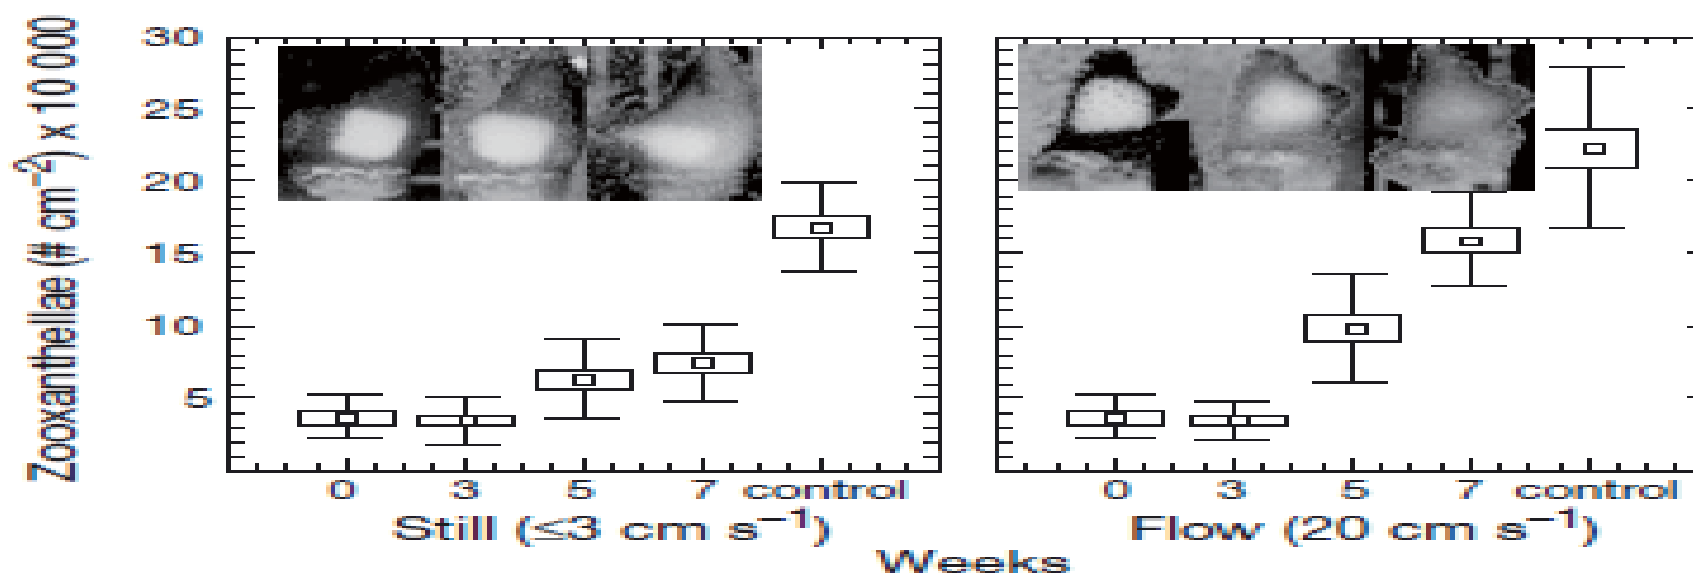 Zooxanthellae (# cm⁻²) x 10 000
30
25
20
15
10
5
0 3 5 7 control
Still (≤3 cm s⁻¹)
0 3 5 7 control
Flow (20 cm s⁻¹)
Weeks